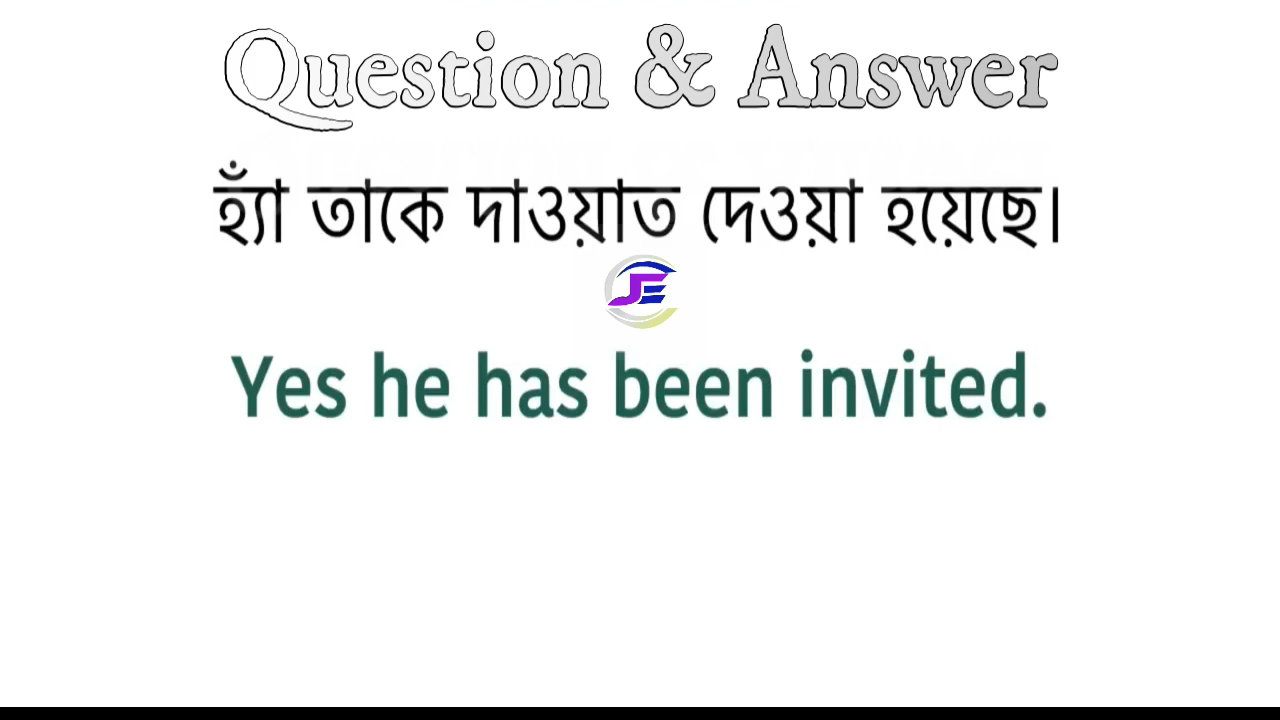 Question & Answer
হ্যাঁ তাকে দাওয়াত দেওয়া হয়েছে।
JE
Yes he has been invited.